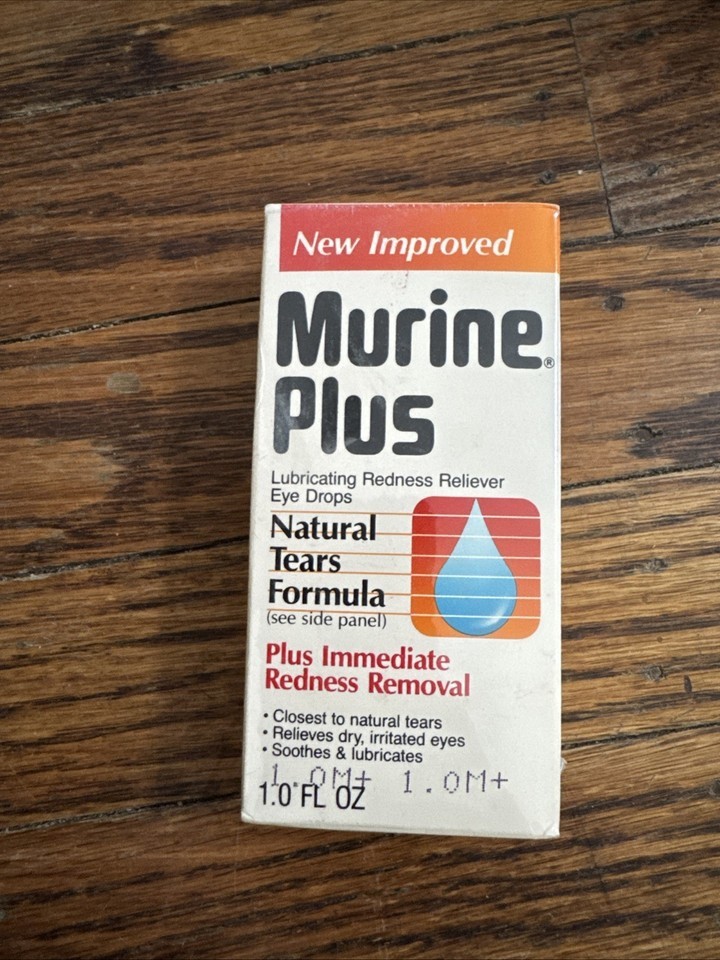 New Improved
Murine®
Plus
Lubricating Redness Reliever
Eye Drops
Natural
Tears
Formula
(see side panel)
Plus Immediate
Redness Removal
• Closest to natural tears
• Relieves dry, irritated eyes
• Soothes & lubricates
1.0M+ 1.0M+
1.0 FL OZ